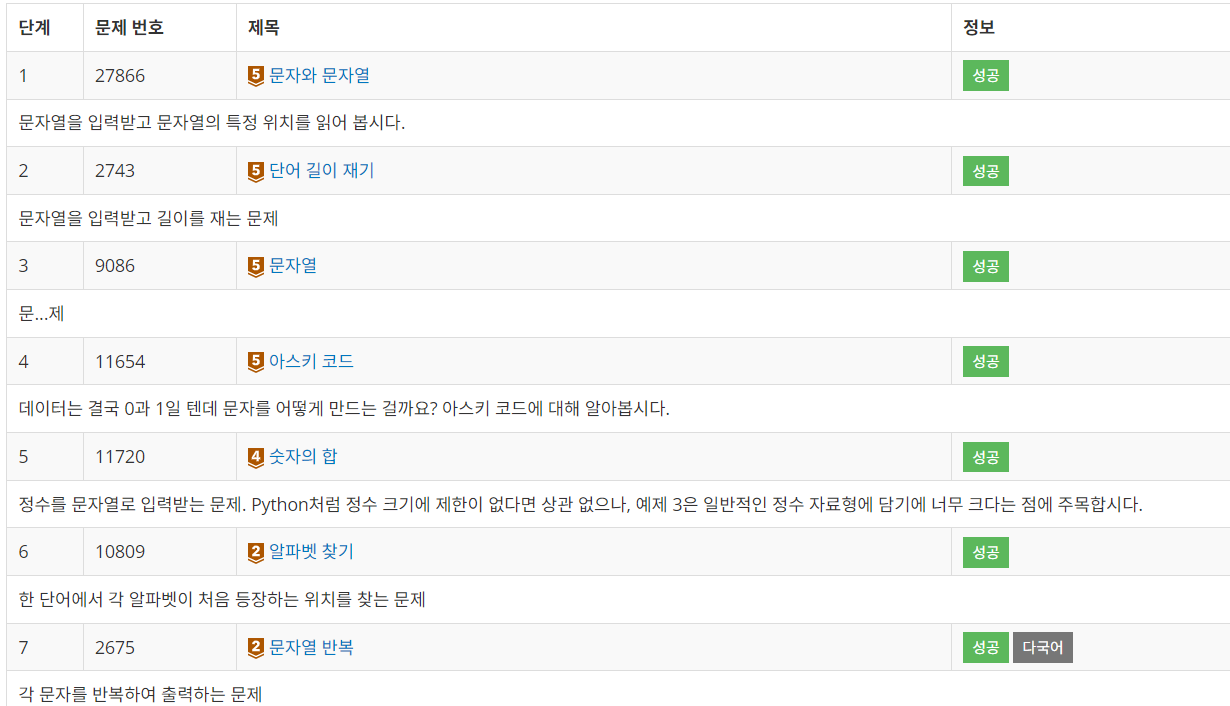 단계 문제 번호 제목 정보
1 27866 5 문자와 문자열 성공
문자열을 입력받고 문자열의 특정 위치를 읽어 봅시다.
2 2743 5 단어 길이 재기 성공
문자열을 입력받고 길이를 재는 문제
3 9086 5 문자열 성공
문...제
4 11654 5 아스키 코드 성공
데이터는 결국 0과 1일 텐데 문자를 어떻게 만드는 걸까요? 아스키 코드에 대해 알아봅시다.
5 11720 4 숫자의 합 성공
정수를 문자열로 입력받는 문제. Python처럼 정수 크기에 제한이 없다면 상관 없으나, 예제 3은 일반적인 정수 자료형에 담기에 너무 크다는 점에 주목합시다.
6 10809 2 알파벳 찾기 성공
한 단어에서 각 알파벳이 처음 등장하는 위치를 찾는 문제
7 2675 2 문자열 반복 성공 다국어
각 문자를 반복하여 출력하는 문제